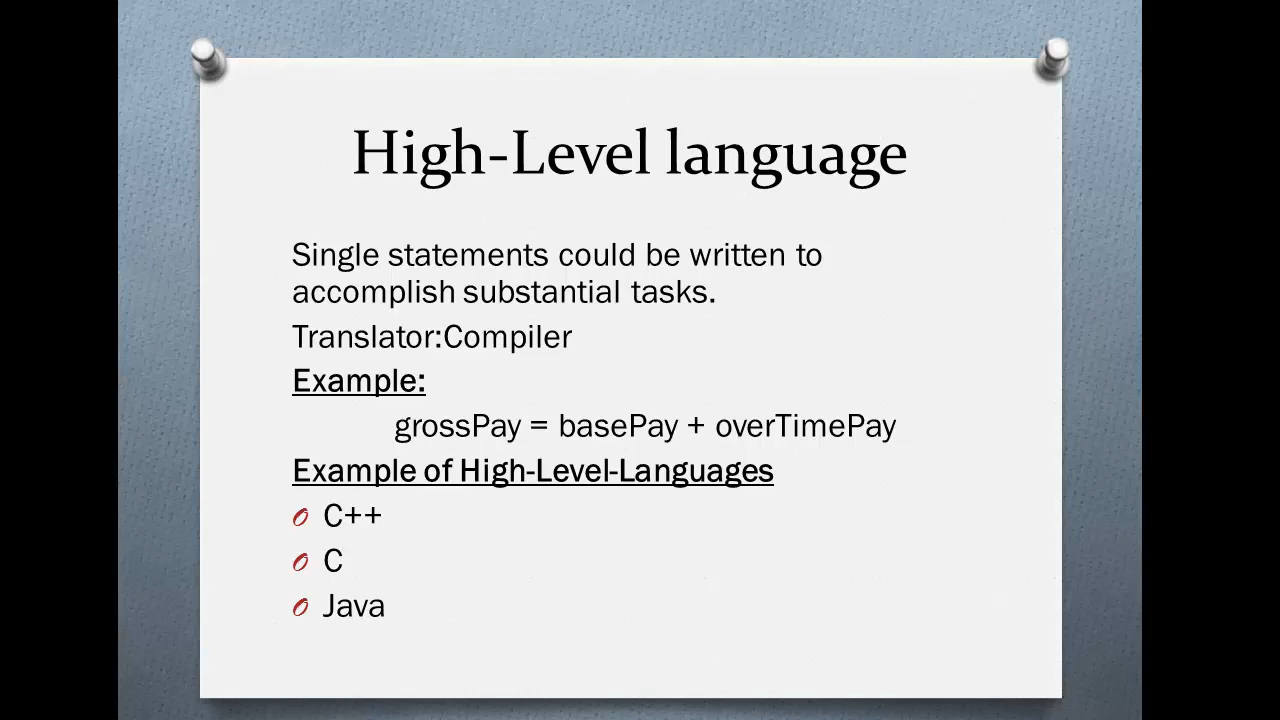 High-Level language
Single statements could be written to
accomplish substantial tasks.
Translator:Compiler
Example:
grossPay = basePay + overTimePay
Example of High-Level-Languages
C++
C
Java